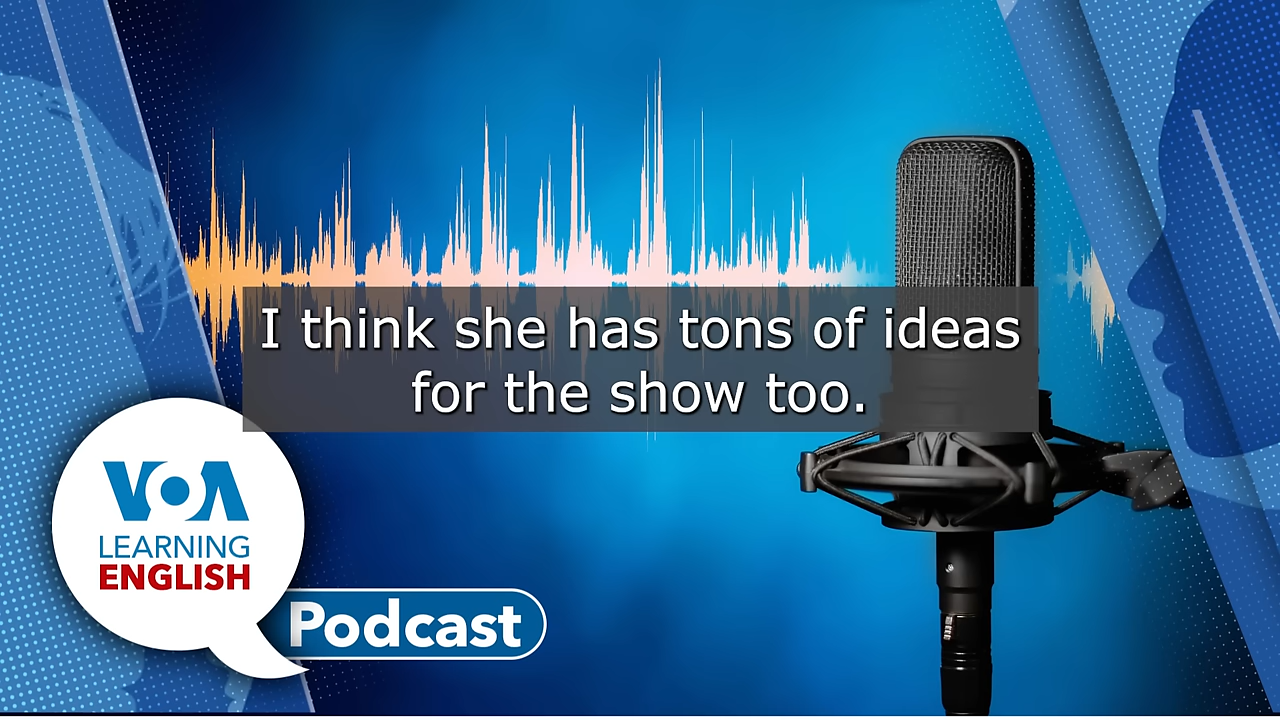 I think she has tons of ideas
for the show too.
VOA
LEARNING
ENGLISH
Podcast